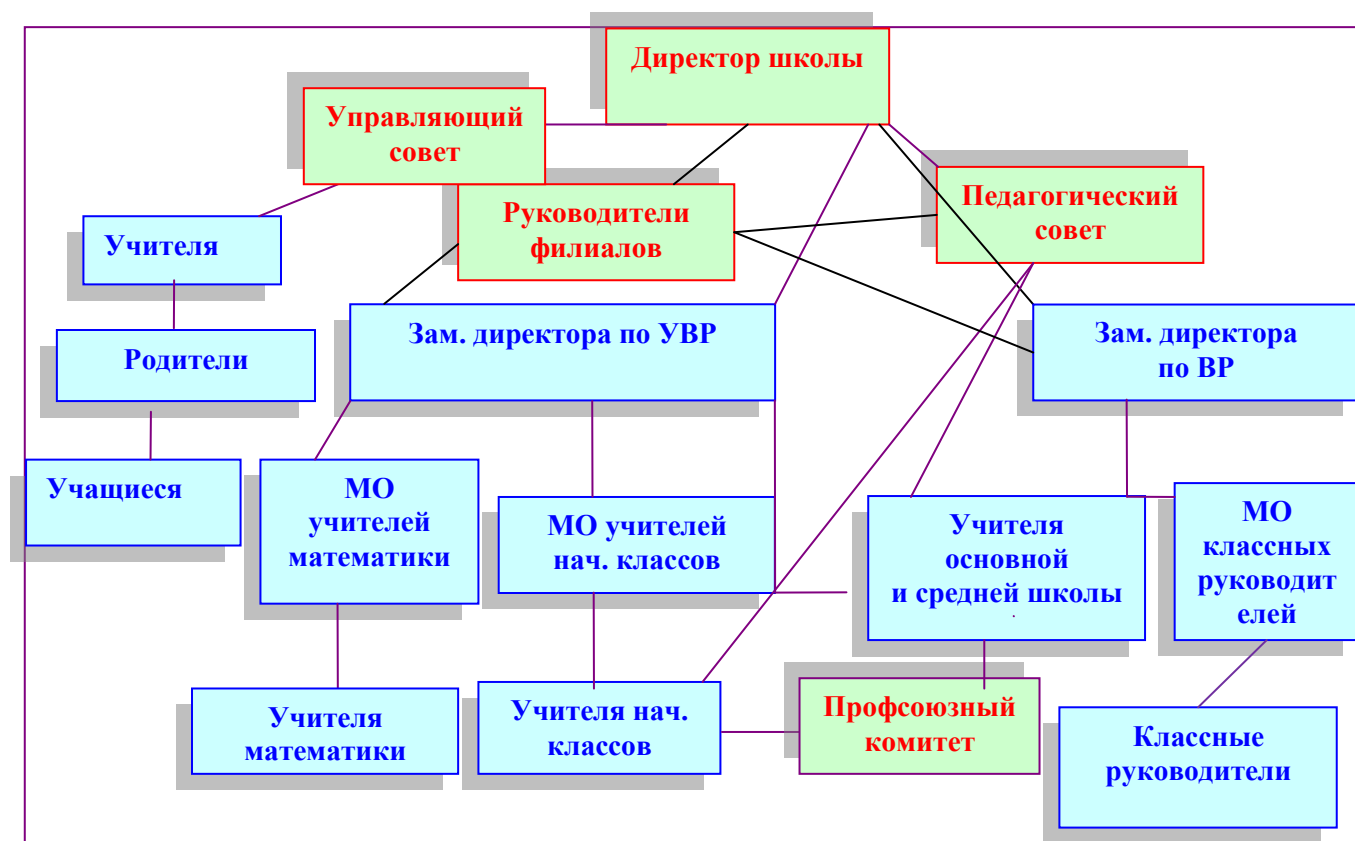 Директор школы
Управляющий
совет
Руководители
филиалов
Педагогический
совет
Учителя
Родители
Учащиеся
Зам. директора по УВР
Зам. директора
по ВР
МО
учителей
математики
МО учителей
нач. классов
Учителя
основной
и средней школы
МО
классных
руководит
елей
Учителя
математики
Учителя нач.
классов
Профсоюзный
комитет
Классные
руководители